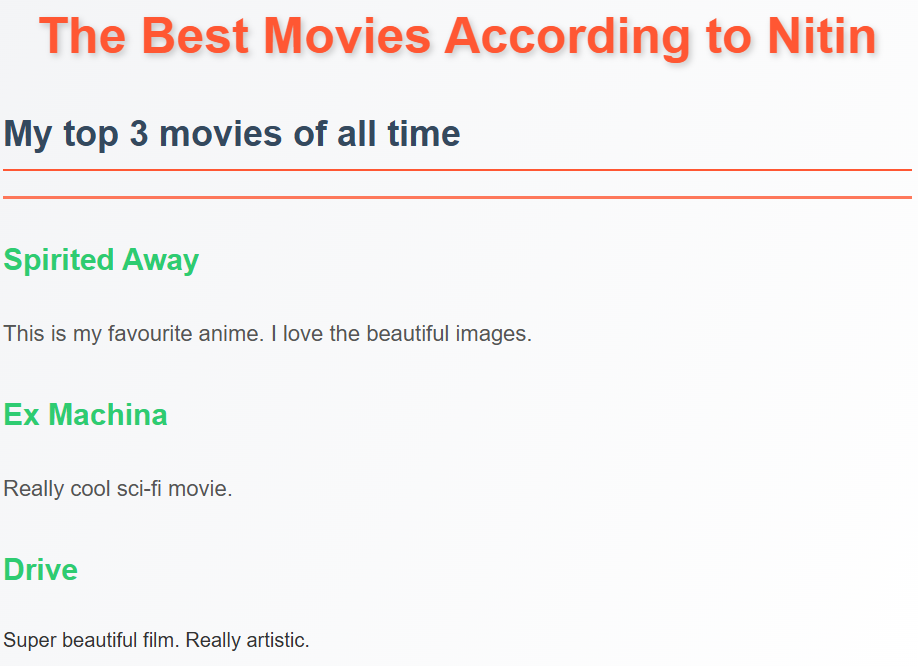 The Best Movies According to Nitin
My top 3 movies of all time
Spirited Away
This is my favourite anime. I love the beautiful images.
Ex Machina
Really cool sci-fi movie.
Drive
Super beautiful film. Really artistic.